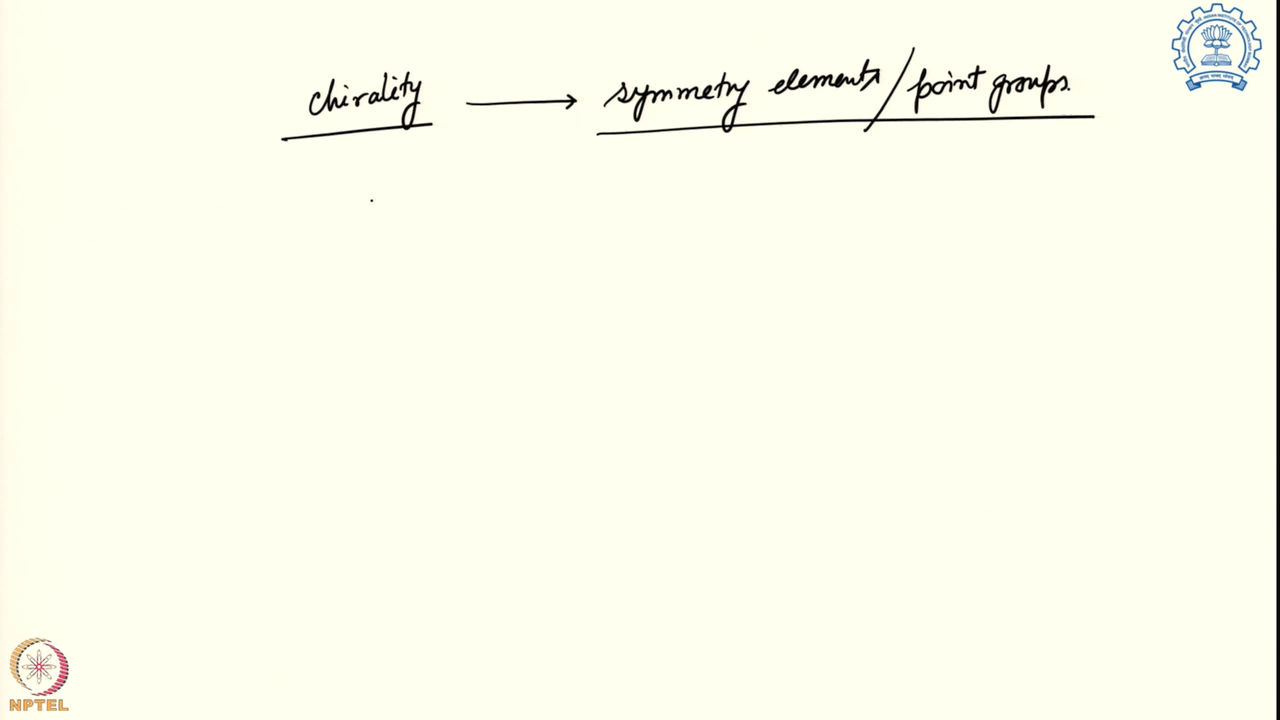 chirality → symmetry elements / point groups.
NPTEL